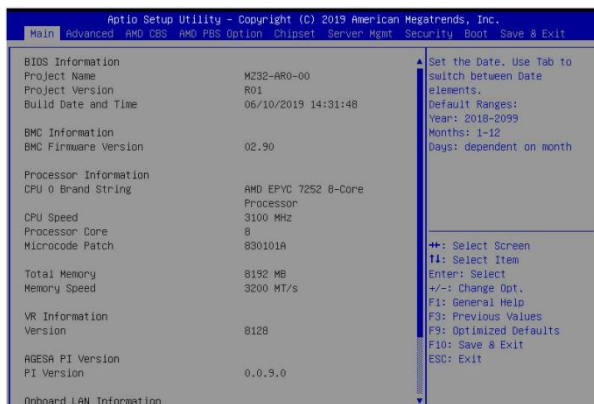 Aptio Setup Utility – Copyright (C) 2019 American Megatrends, Inc.
Main Advanced AMD CBS AMD PBS Option Chipset Server Mgmt Security Boot Save & Exit
BIOS Information
Project Name MZ32-AR0-00
Project Version R01
Build Date and Time 06/10/2019 14:31:48
BMC Information
BMC Firmware Version 02.90
Processor Information
CPU 0 Brand String AMD EPYC 7252 8-Core
Processor
CPU Speed 3100 MHz
Processor Core 8
Microcode Patch 830101A
Total Memory 8192 MB
Memory Speed 3200 MT/s
VR Information
Version 8128
AGESA PI Version
PI Version 0.0.9.0
Onboard LAN Information
Set the Date. Use Tab to
switch between Date
elements.
Default Ranges:
Year: 2018-2099
Months: 1-12
Days: dependent on month
→←: Select Screen
↑↓: Select Item
Enter: Select
+/-: Change Opt.
F1: General Help
F3: Previous Values
F9: Optimized Defaults
F10: Save & Exit
ESC: Exit